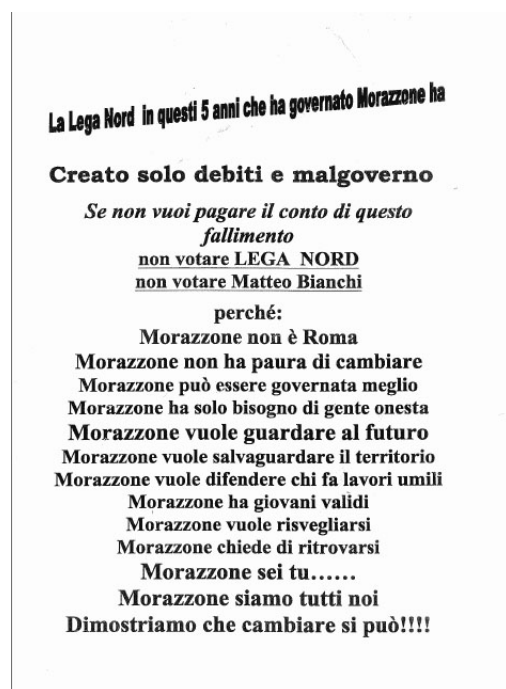 La Lega Nord in questi 5 anni che ha governato Morazzone ha
Creato solo debiti e malgoverno
Se non vuoi pagare il conto di questo
fallimento
non votare LEGA NORD
non votare Matteo Bianchi
perché:
Morazzone non è Roma
Morazzone non ha paura di cambiare
Morazzone può essere governata meglio
Morazzone ha solo bisogno di gente onesta
Morazzone vuole guardare al futuro
Morazzone vuole salvaguardare il territorio
Morazzone vuole difendere chi fa lavori umili
Morazzone ha giovani validi
Morazzone vuole risvegliarsi
Morazzone chiede di ritrovarsi
Morazzone sei tu……
Morazzone siamo tutti noi
Dimostriamo che cambiare si può!!!!